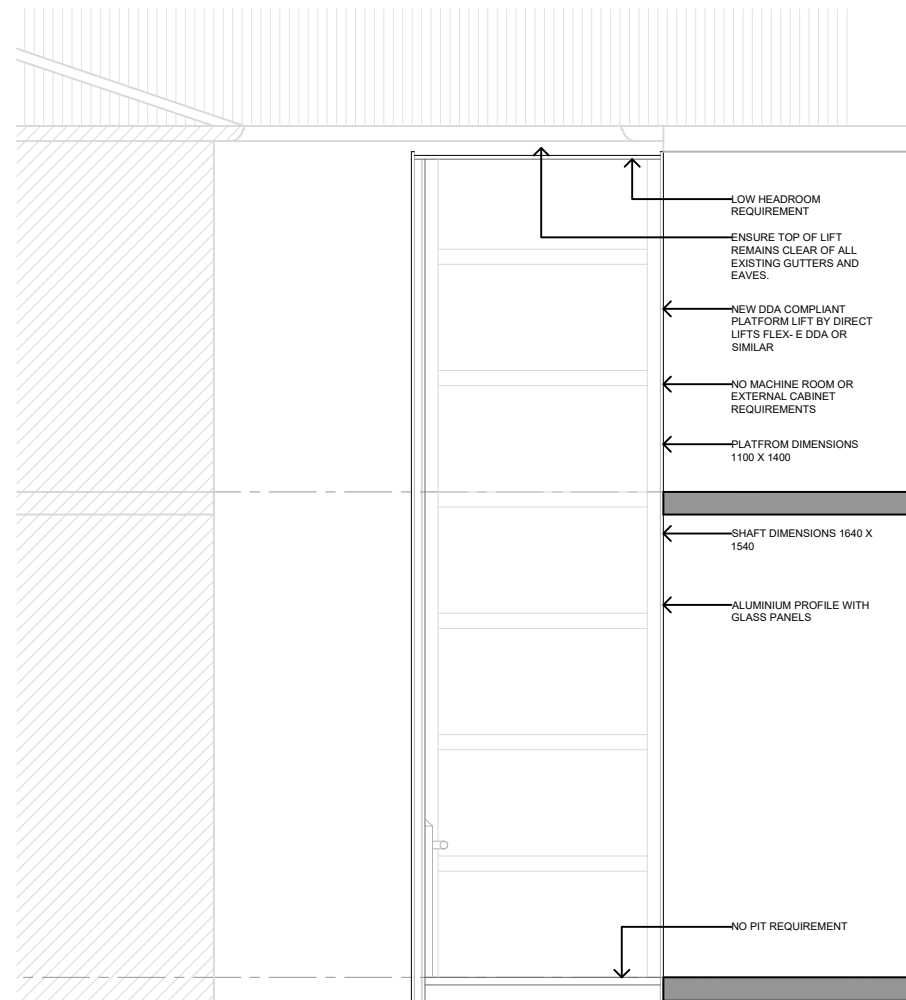 LOW HEADROOM
REQUIREMENT
ENSURE TOP OF LIFT
REMAINS CLEAR OF ALL
EXISTING GUTTERS AND
EAVES.
NEW DDA COMPLIANT
PLATFORM LIFT BY DIRECT
LIFTS FLEX- E DDA OR
SIMILAR
NO MACHINE ROOM OR
EXTERNAL CABINET
REQUIREMENTS
PLATFROM DIMENSIONS
1100 X 1400
SHAFT DIMENSIONS 1640 X
1540
ALUMINIUM PROFILE WITH
GLASS PANELS
NO PIT REQUIREMENT